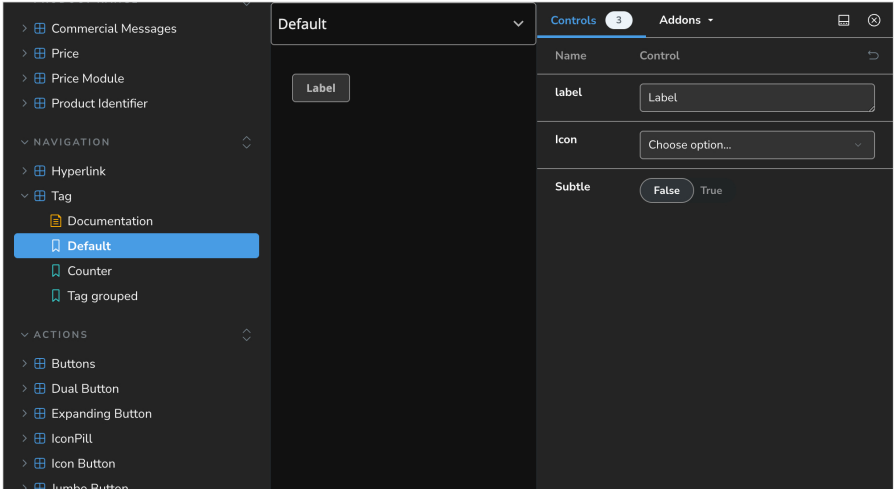 Commercial Messages
Price
Price Module
Product Identifier
NAVIGATION
Hyperlink
Tag
Documentation
Default
Counter
Tag grouped
ACTIONS
Buttons
Dual Button
Expanding Button
IconPill
Icon Button
Jumbo Button
Default
Label
Controls 3 Addons
Name Control
label Label
Icon Choose option...
Subtle False True